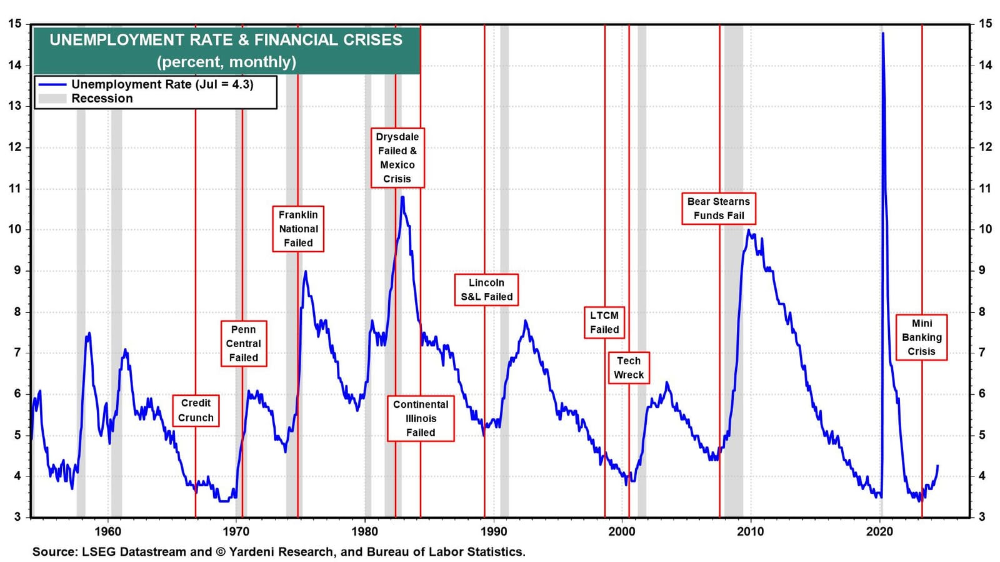 UNEMPLOYMENT RATE & FINANCIAL CRISES
(percent, monthly)
Unemployment Rate (Jul = 4.3)
Recession
15
14
13
12
11
10
9
8
7
6
5
4
3
15
14
13
12
11
10
9
8
7
6
5
4
3
Credit
Crunch
Penn
Central
Failed
Franklin
National
Failed
Drysdale
Failed &
Mexico
Crisis
Continental
Illinois
Failed
Lincoln
S&L Failed
LTCM
Failed
Tech
Wreck
Bear Stearns
Funds Fail
Mini
Banking
Crisis
1960 1970 1980 1990 2000 2010 2020
Source: LSEG Datastream and © Yardeni Research, and Bureau of Labor Statistics.